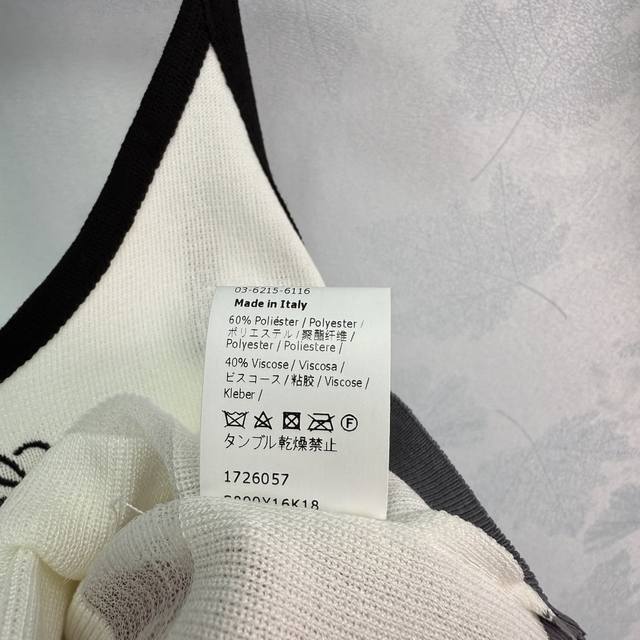 03-6215-6116
Made in Italy
60% Poliéster / Polyester /
ポリエステル / 聚酯纤维 /
Polyester / Poliestere /
40% Viscose / Viscosa /
ビスコース / 粘胶 / Viscose /
Kleber /
F
タンブル乾燥禁止
1726057